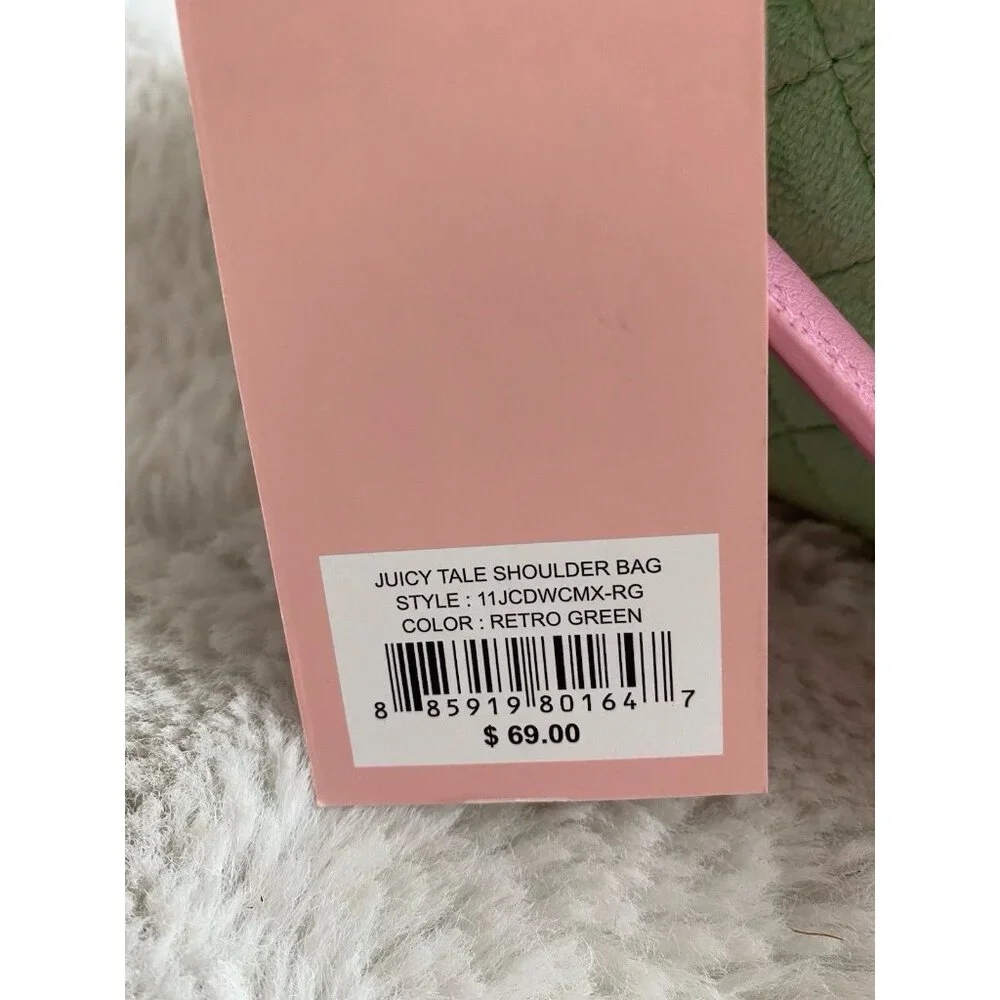 JUICY TALE SHOULDER BAG
STYLE : 11JCDWCMX-RG
COLOR : RETRO GREEN
8 85919 80164 7
$ 69.00